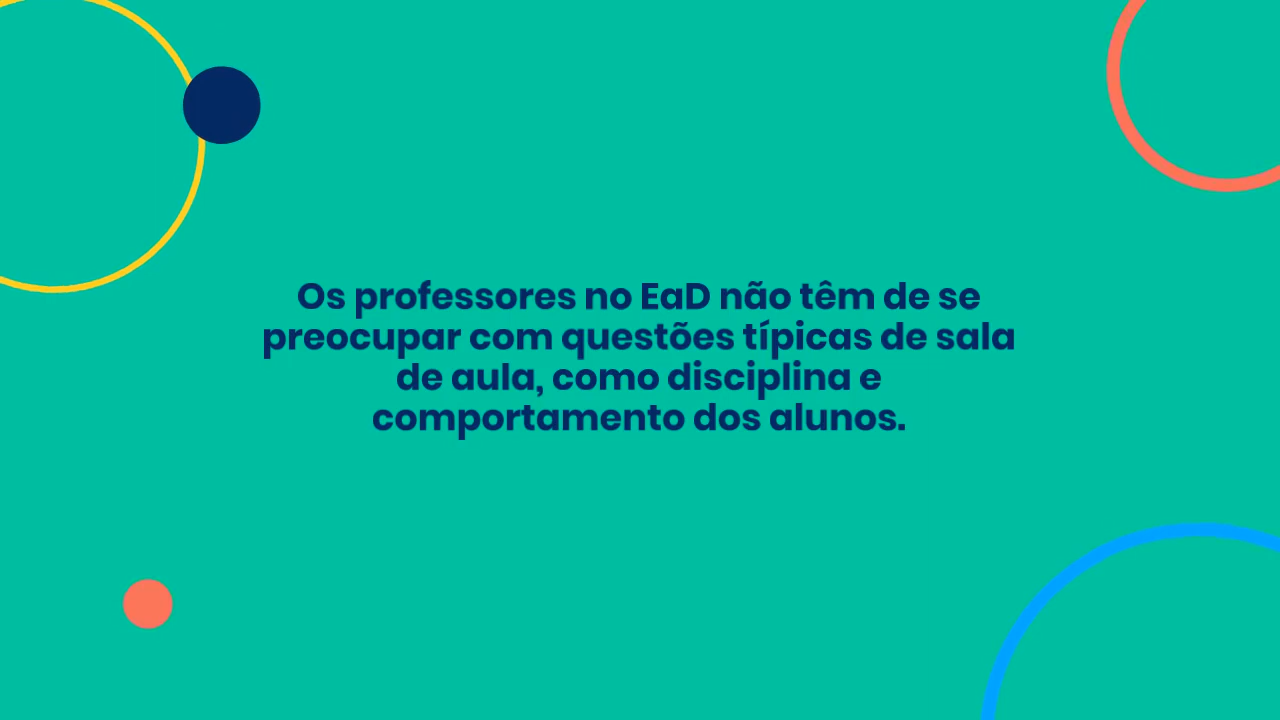 Os professores no EaD não têm de se
preocupar com questões típicas de sala
de aula, como disciplina e
comportamento dos alunos.